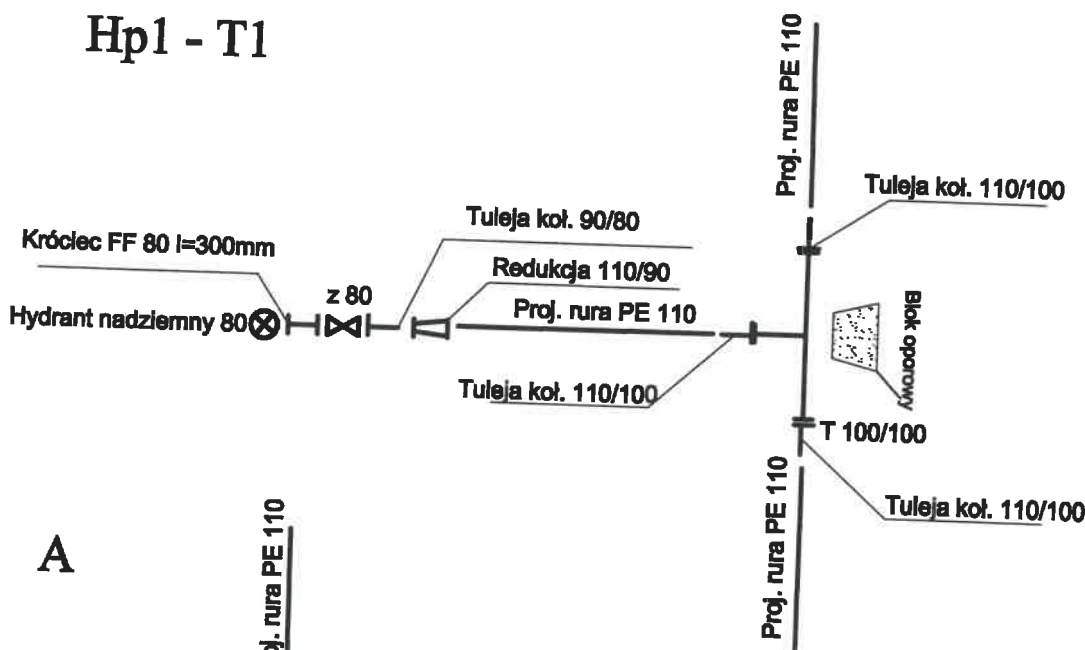 Hp1 - T1
Proj. rura PE 110
Tuleja koł. 110/100
Tuleja koł. 90/80
Króciec FF 80 l=300mm
Redukcja 110/90
z 80
Hydrant nadziemny 80
Proj. rura PE 110
Blok oporowy
Tuleja koł. 110/100
T 100/100
Tuleja koł. 110/100
Proj. rura PE 110
A
oj. rura PE 110